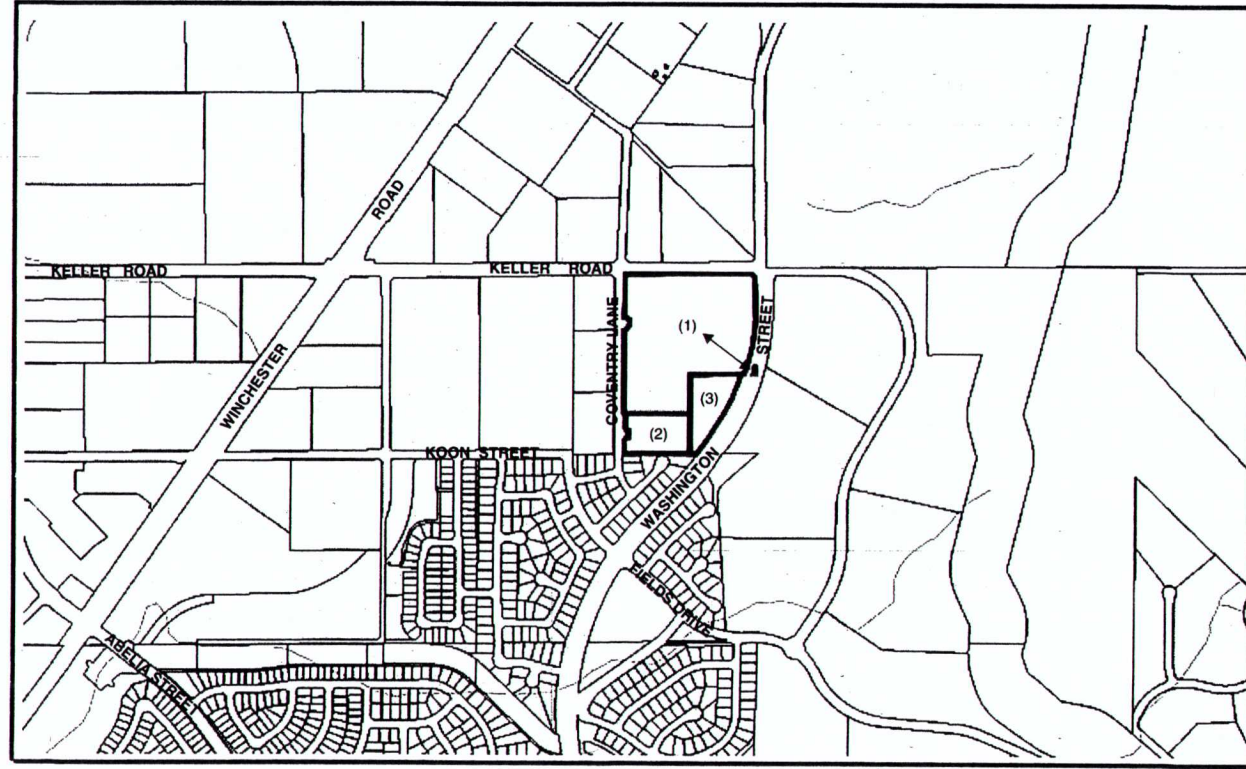 ROAD
KELLER ROAD
KELLER ROAD
COVENTRY LANE
(1)
STREET
WINCHESTER
(3)
(2)
KOON STREET
WASHINGTON
FIELDS DRIVE
ABELIA STREET